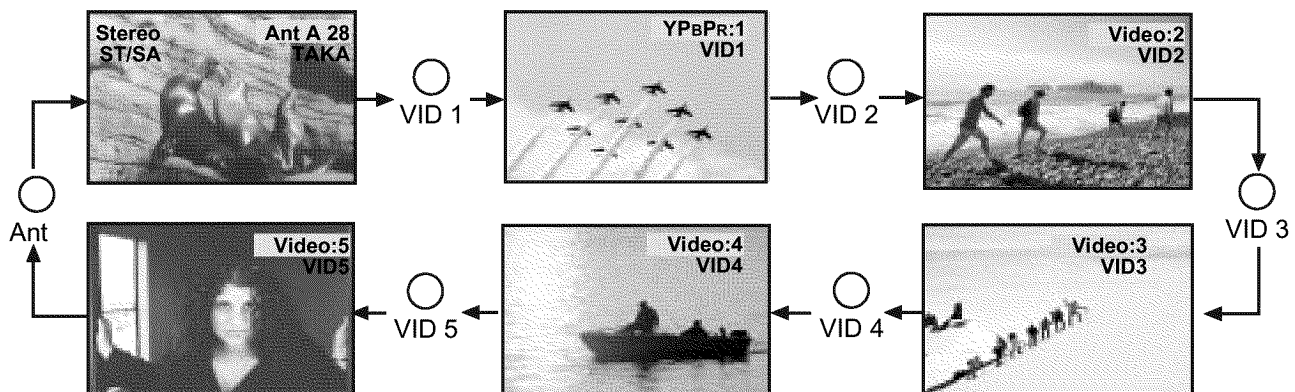 Stereo Ant A 28
ST/SA TAKA
VID 1
YPBPR:1
VID1
VID 2
Video:2
VID2
VID 3
Video:3
VID3
VID 4
Video:4
VID4
VID 5
Video:5
VID5
Ant